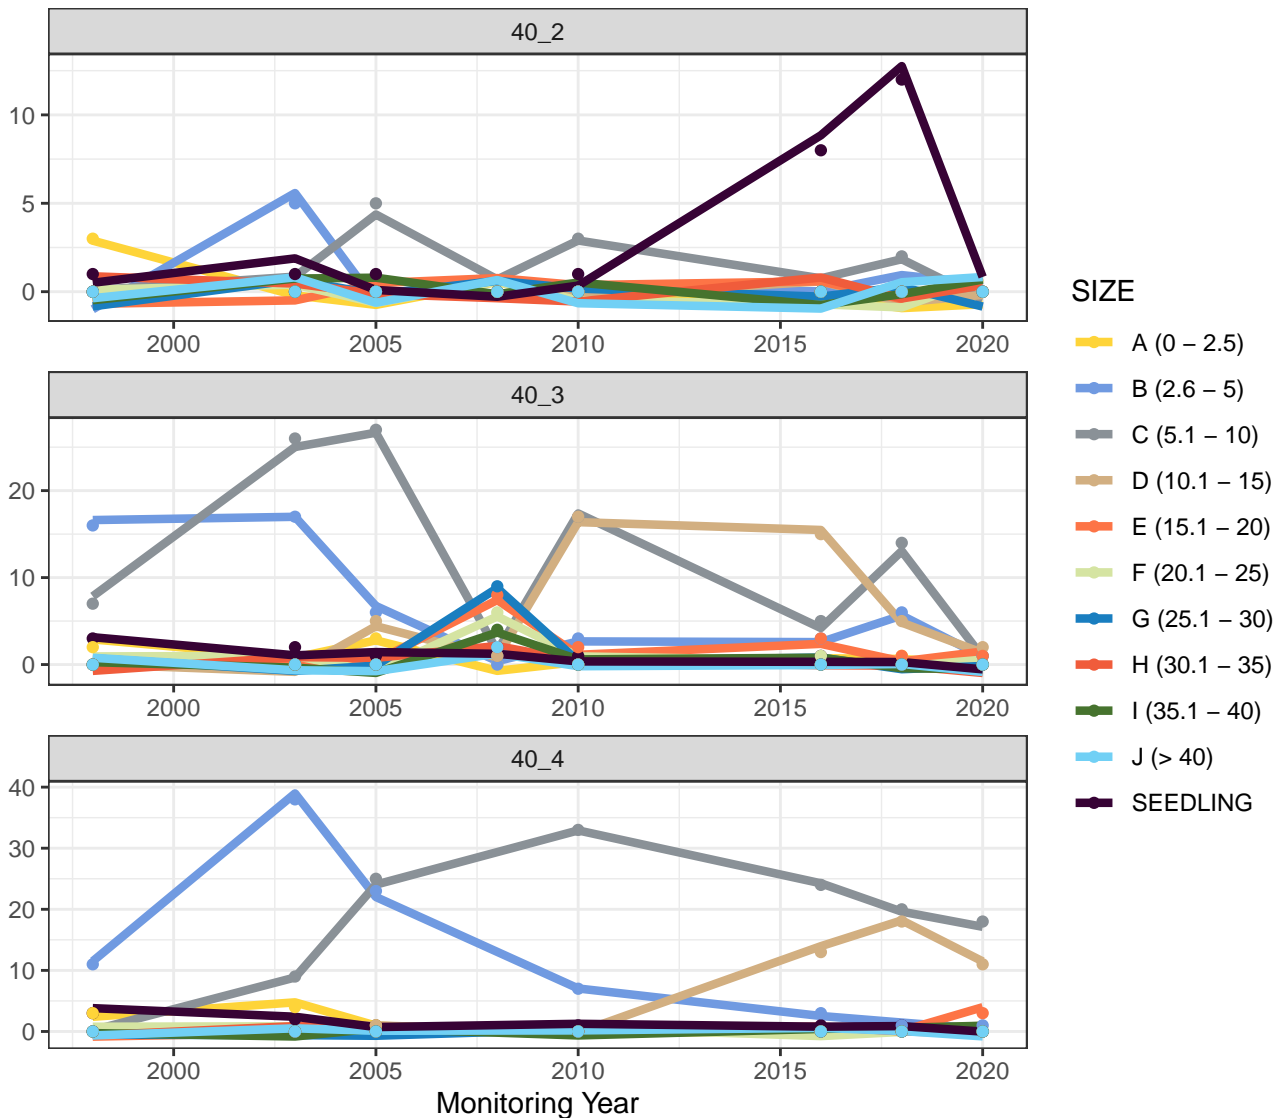 40_2
10
5
0
2000 2005 2010 2015 2020
40_3
20
10
0
2000 2005 2010 2015 2020
40_4
40
30
20
10
0
2000 2005 2010 2015 2020
Monitoring Year
SIZE
A (0 − 2.5)
B (2.6 − 5)
C (5.1 − 10)
D (10.1 − 15)
E (15.1 − 20)
F (20.1 − 25)
G (25.1 − 30)
H (30.1 − 35)
I (35.1 − 40)
J (> 40)
SEEDLING